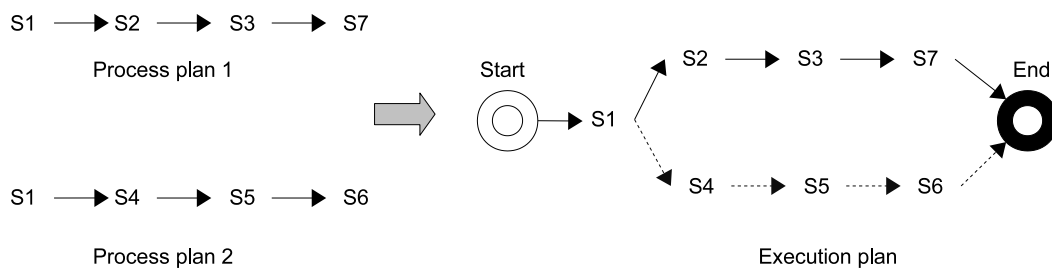 S1 S2 S3 S7
Process plan 1
S1 S4 S5 S6
Process plan 2
Start
S1
S2 S3 S7
S4 S5 S6
End
Execution plan